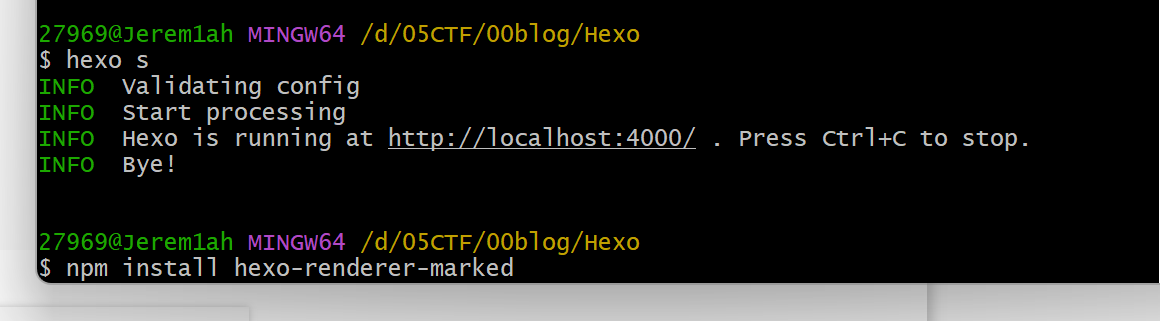 27969@Jerem1ah MINGW64 /d/05CTF/00blog/Hexo
$ hexo s
INFO  Validating config
INFO  Start processing
INFO  Hexo is running at http://localhost:4000/ . Press Ctrl+C to stop.
INFO  Bye!
27969@Jerem1ah MINGW64 /d/05CTF/00blog/Hexo
$ npm install hexo-renderer-marked